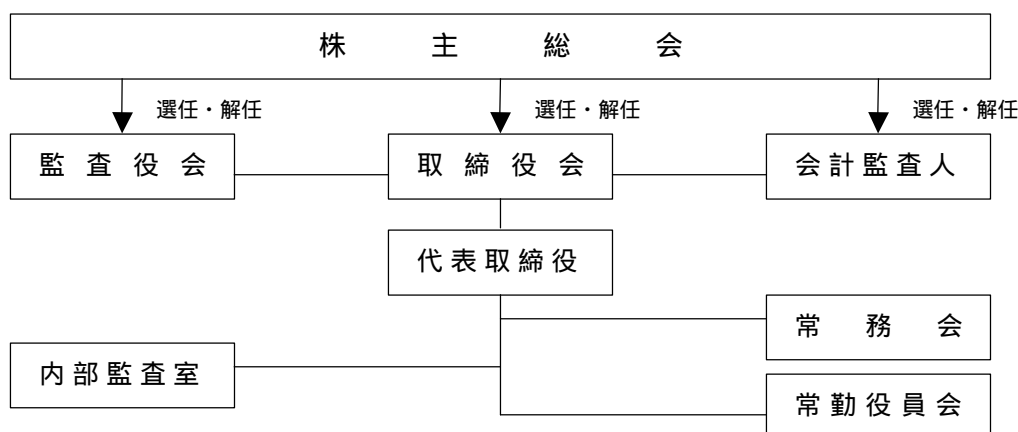 株主総会
選任・解任
選任・解任
選任・解任
監査役会
取締役会
会計監査人
代表取締役
常務会
内部監査室
常勤役員会